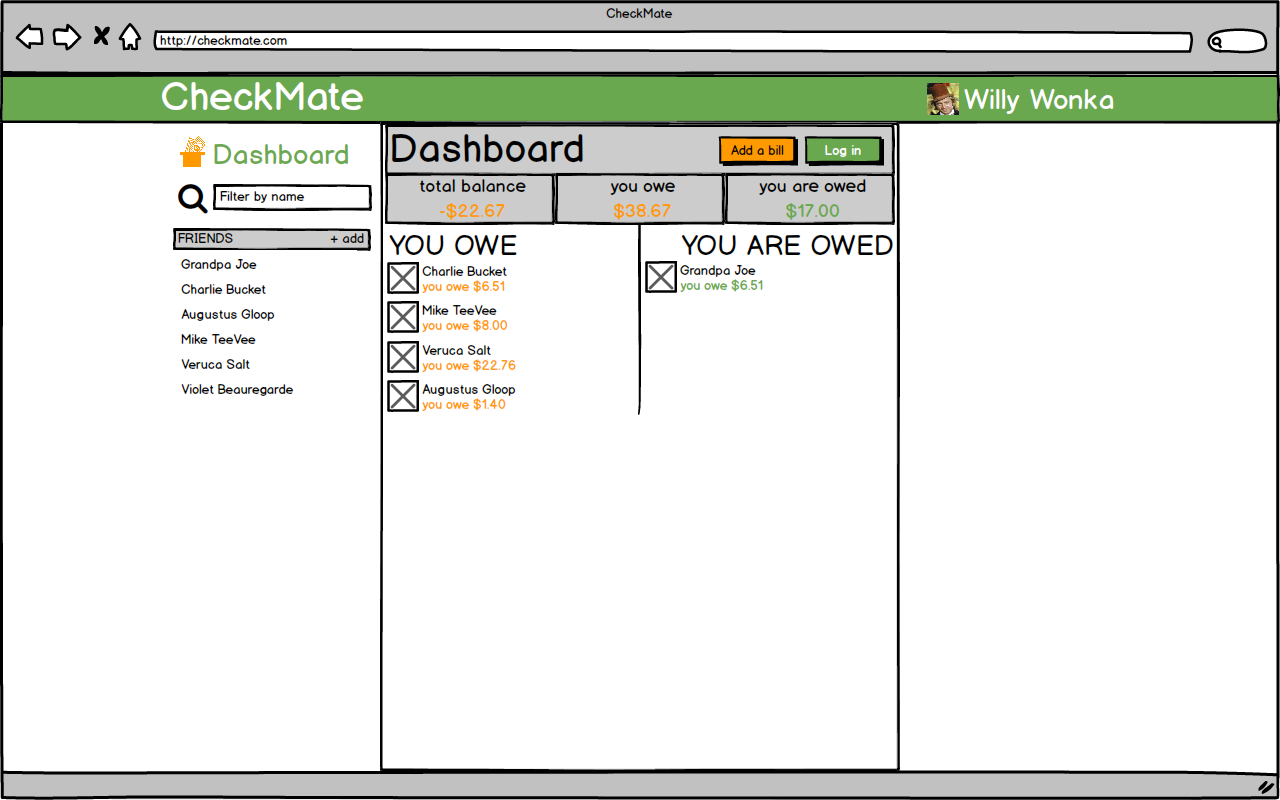 CheckMate
http://checkmate.com
CheckMate
Willy Wonka
Dashboard
Filter by name
FRIENDS + add
Grandpa Joe
Charlie Bucket
Augustus Gloop
Mike TeeVee
Veruca Salt
Violet Beauregarde
Dashboard
Add a bill
Log in
total balance
-$22.67
you owe
$38.67
you are owed
$17.00
YOU OWE
Charlie Bucket
you owe $6.51
Mike TeeVee
you owe $8.00
Veruca Salt
you owe $22.76
Augustus Gloop
you owe $1.40
YOU ARE OWED
Grandpa Joe
you owe $6.51